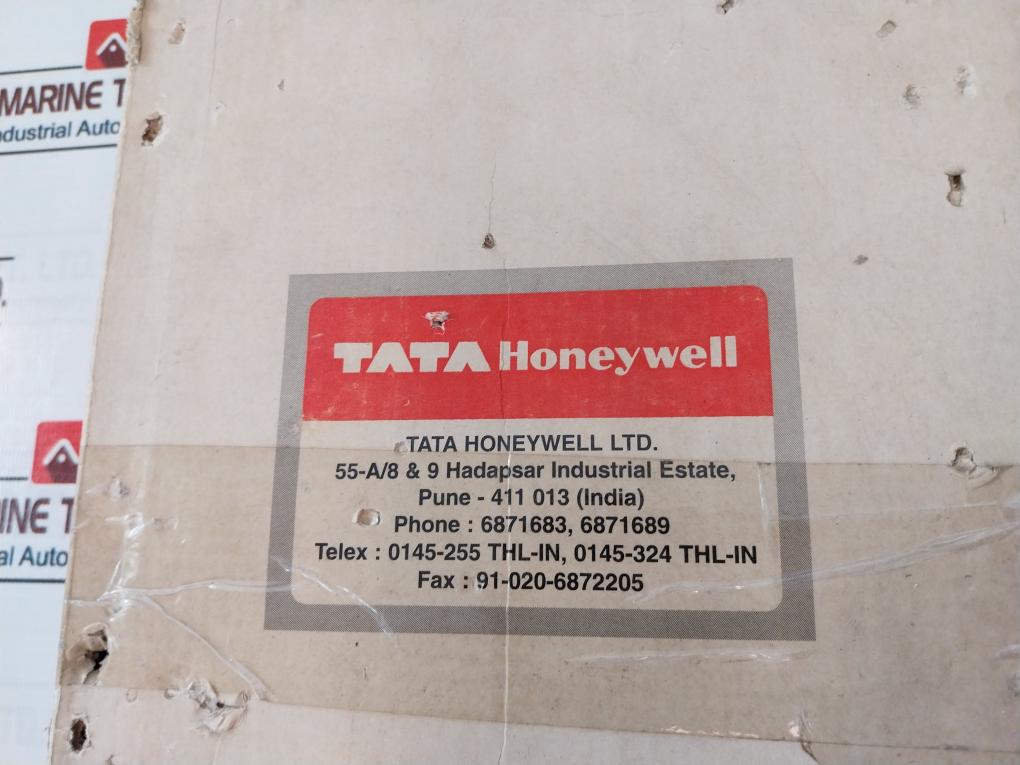 MARINE T
ndustrial Auto
LTD.
TATA Honeywell
TATA HONEYWELL LTD.
55-A/8 & 9 Hadapsar Industrial Estate,
Pune - 411 013 (India)
Phone : 6871683, 6871689
Telex : 0145-255 THL-IN, 0145-324 THL-IN
Fax : 91-020-6872205
INE T
al Auto